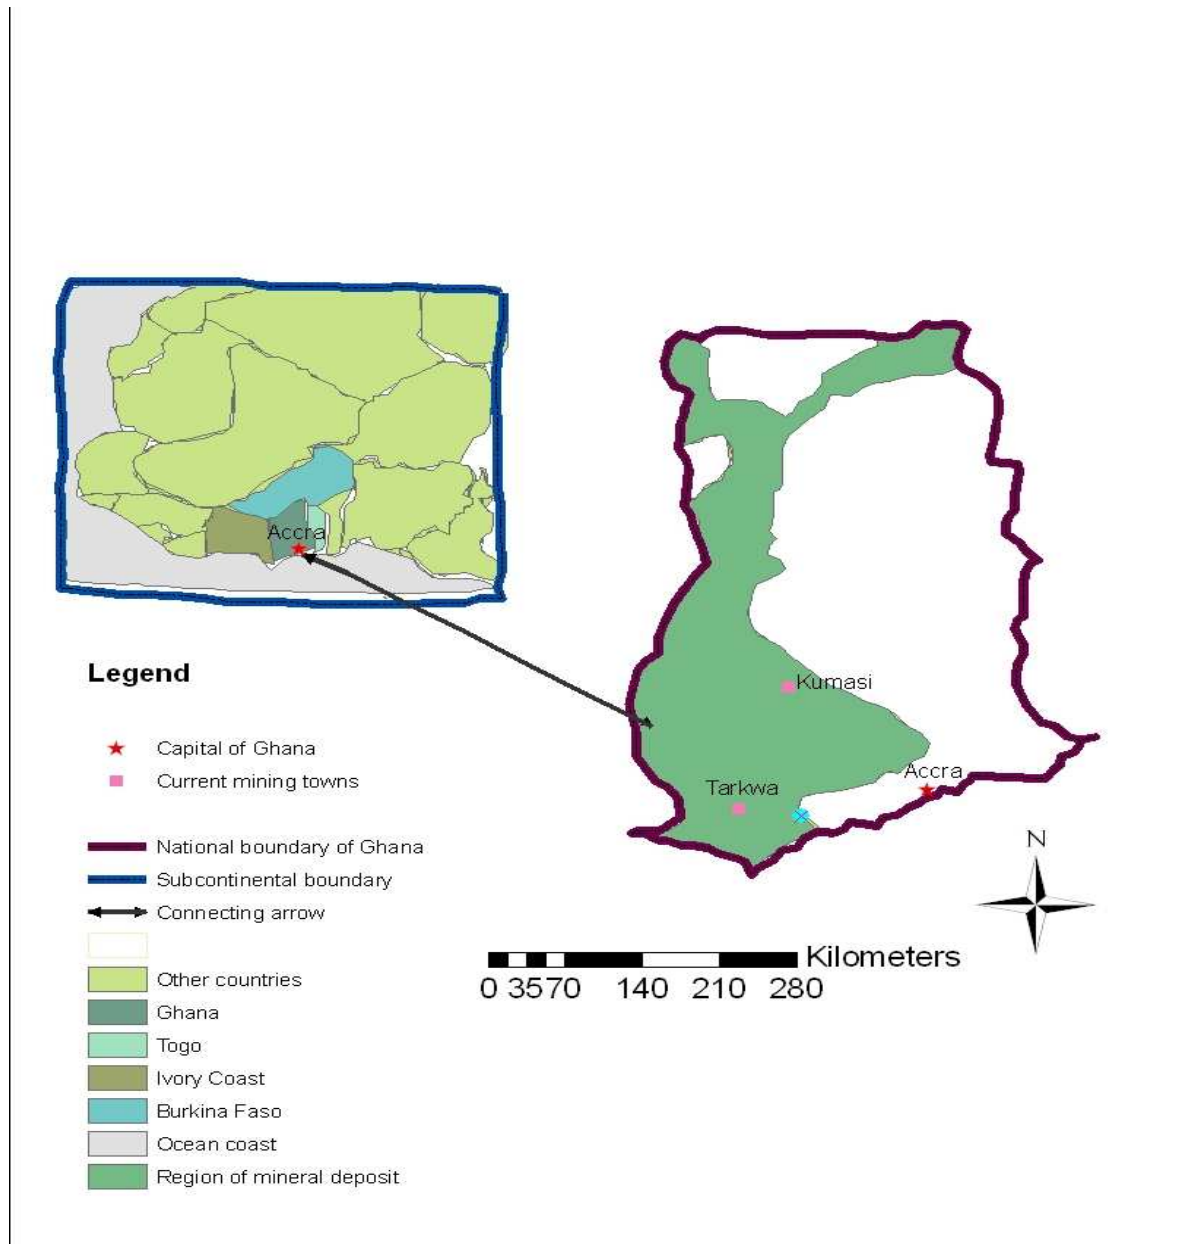 Accra
Kumasi
Tarkwa
Accra
N
Kilometers
0 35 70 140 210 280
Legend
Capital of Ghana
Current mining towns
National boundary of Ghana
Subcontinental boundary
Connecting arrow
Other countries
Ghana
Togo
Ivory Coast
Burkina Faso
Ocean coast
Region of mineral deposit